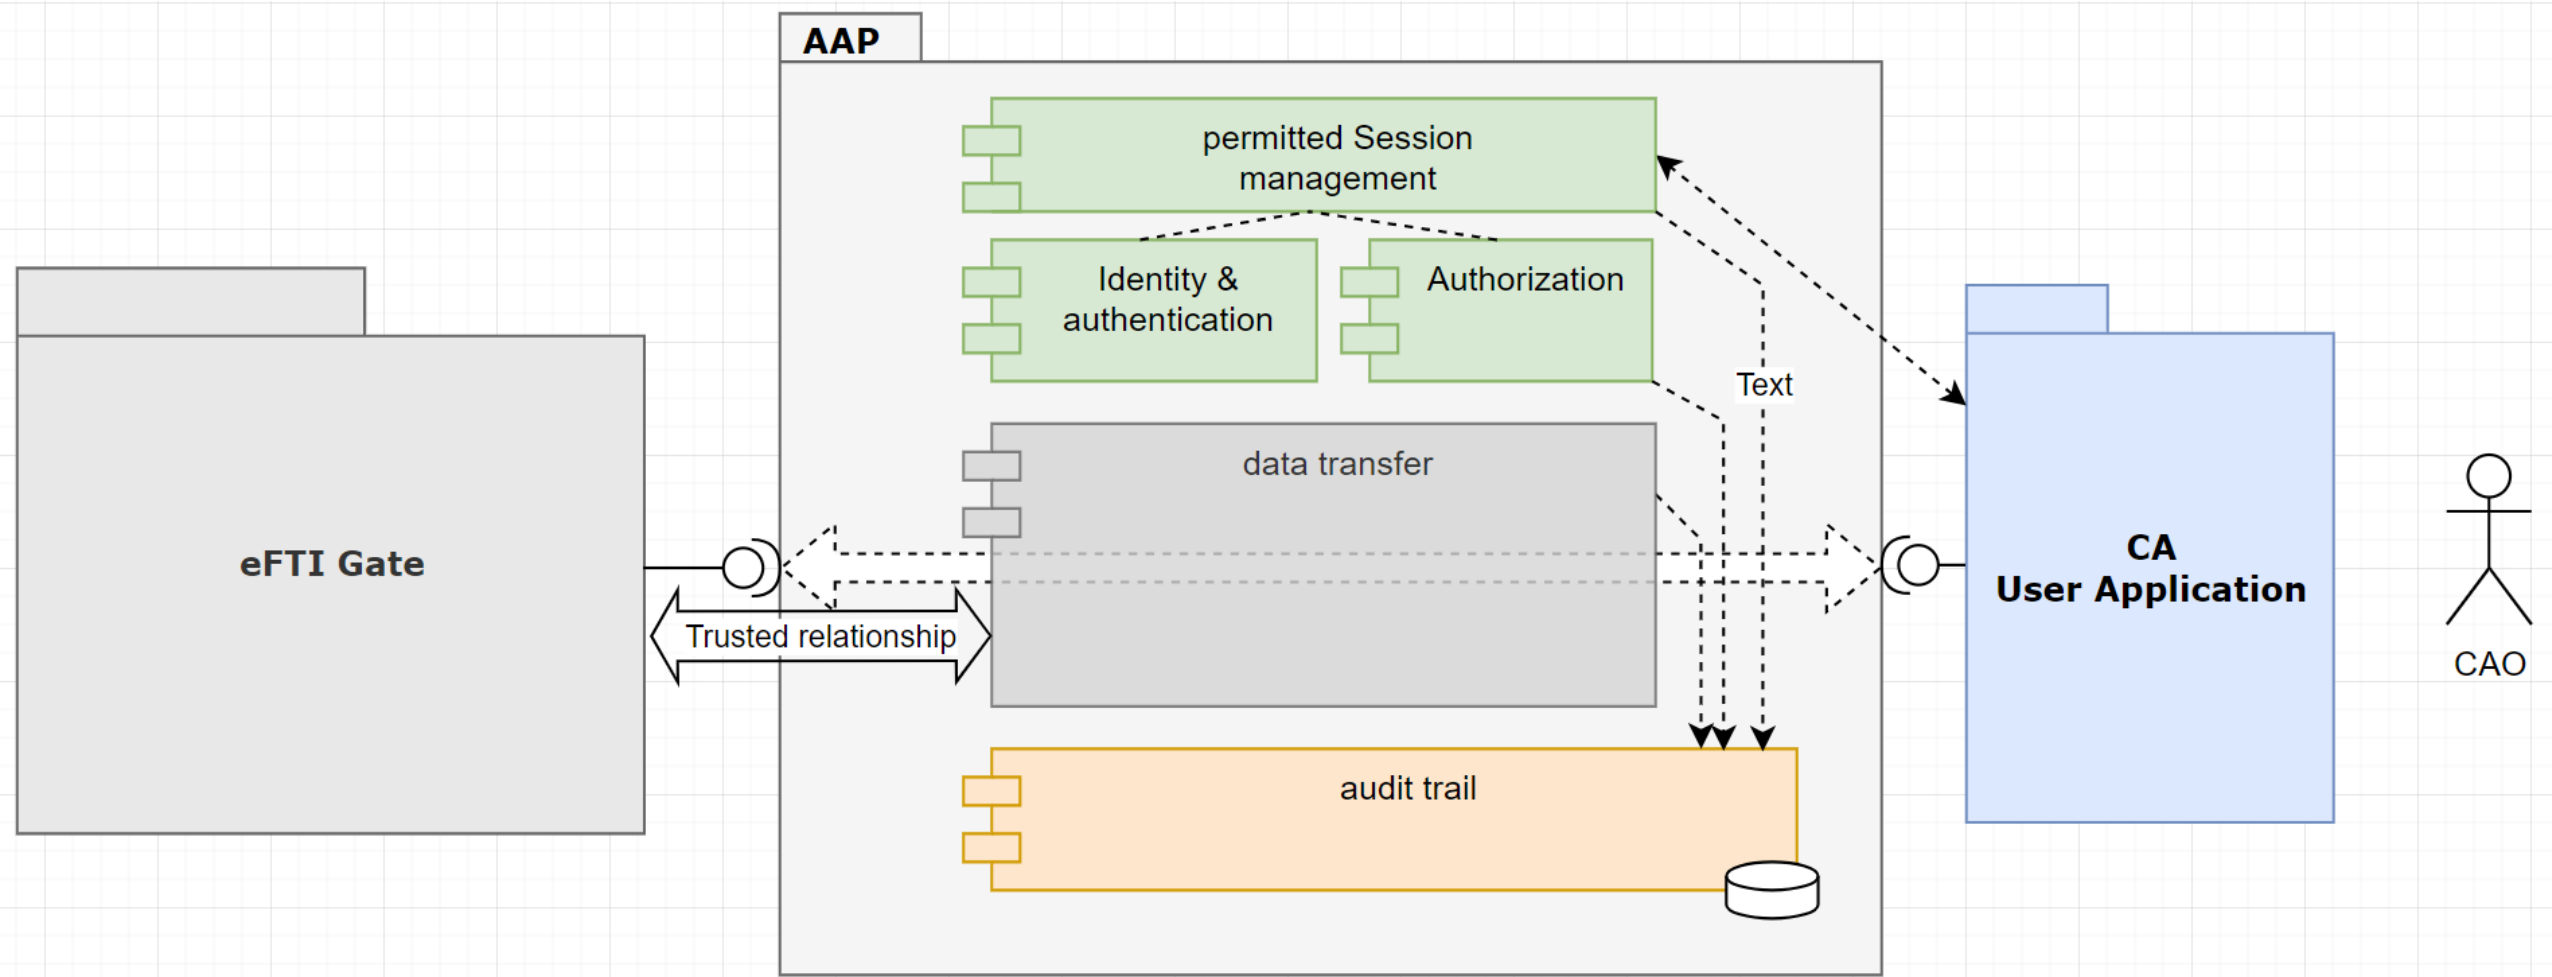 AAP
permitted Session
management
Identity &
authentication
Authorization
Text
data transfer
eFTI Gate
Trusted relationship
CA
User Application
CAO
audit trail